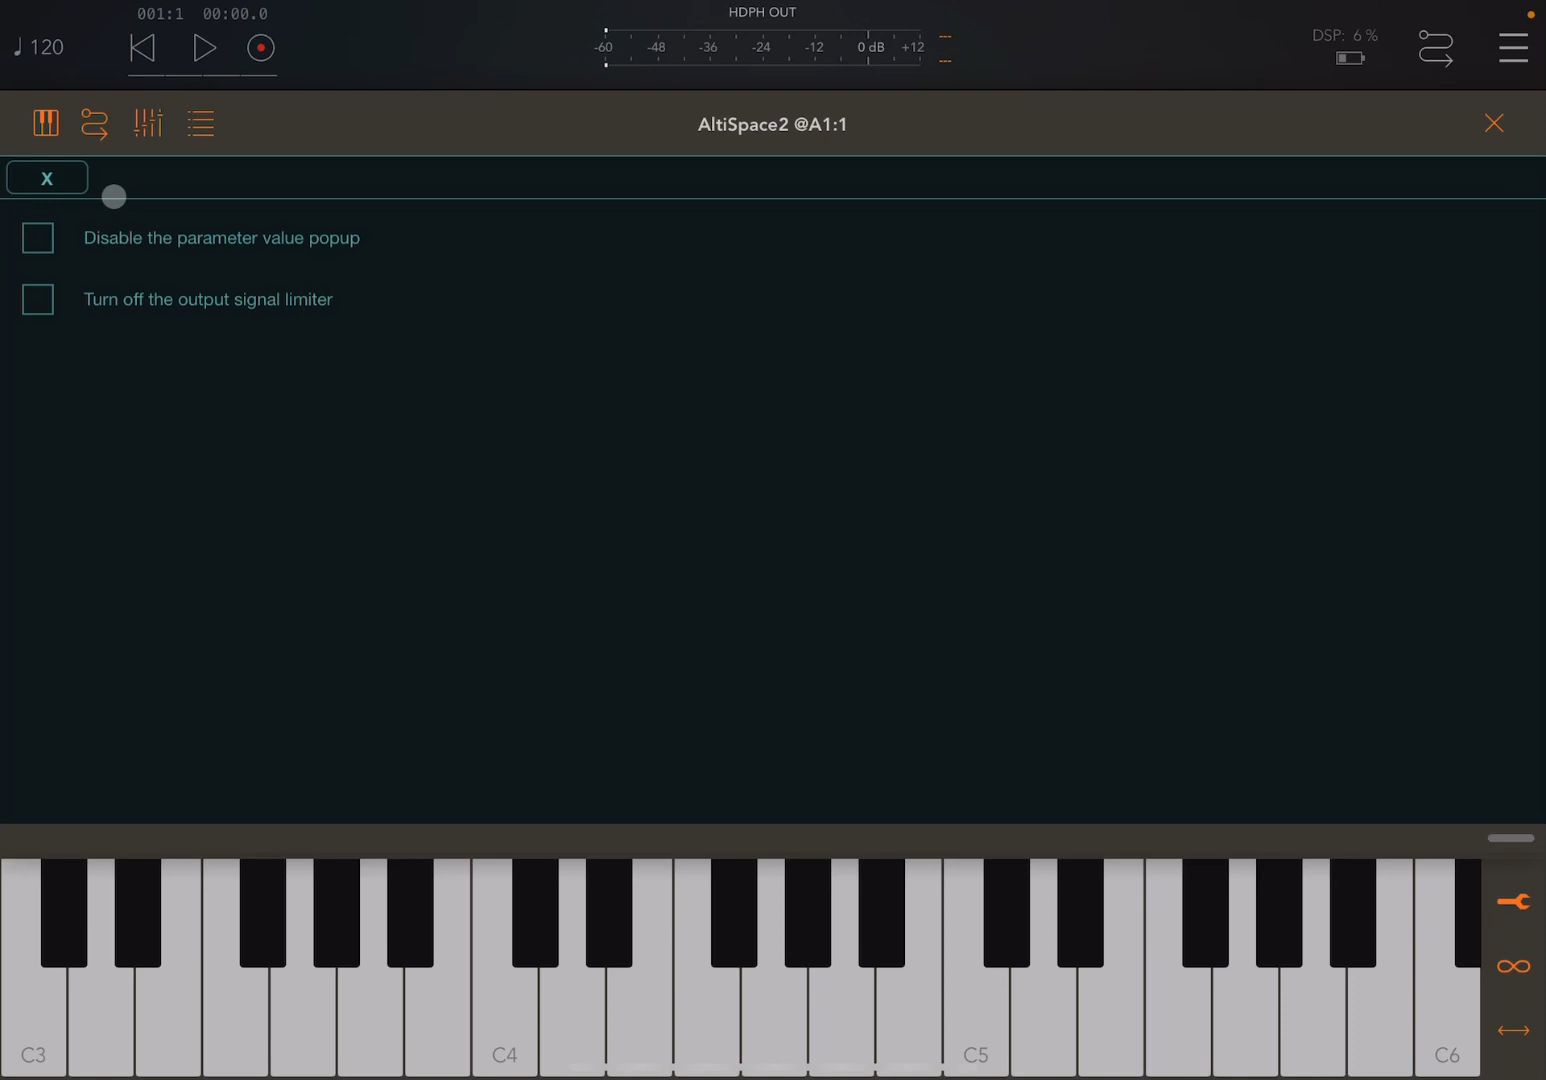 001:1 00:00.0
120
HDPH OUT
-60 -48 -36 -24 -12 0 dB +12
---
---
DSP: 6 %
AltiSpace2 @A1:1
X
Disable the parameter value popup
Turn off the output signal limiter
C3 C4 C5 C6